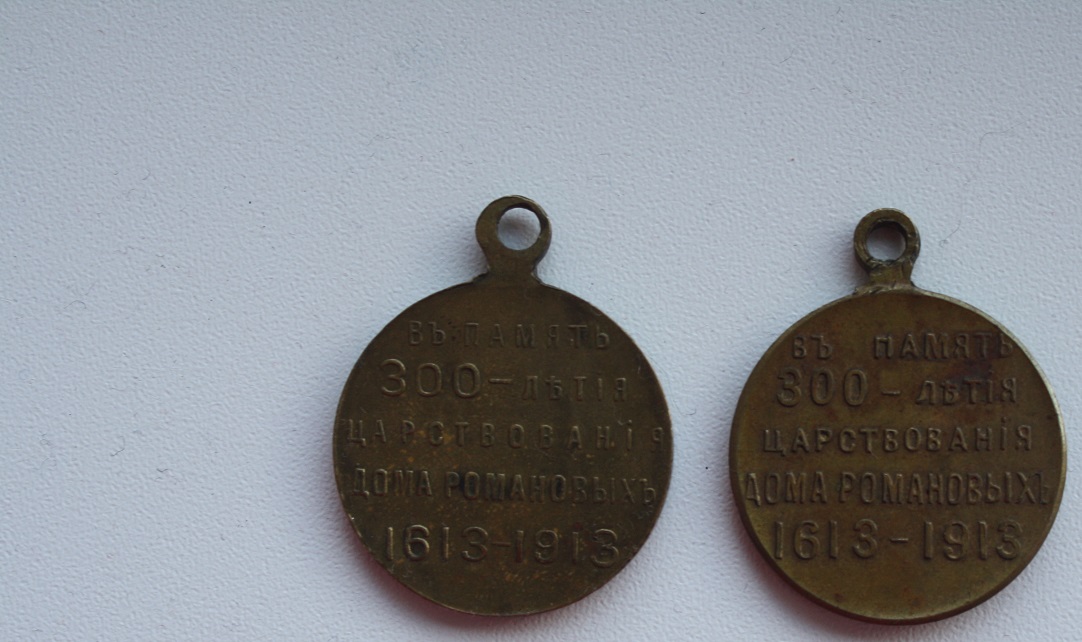 ВЪ ПАМЯТЬ
300-ЛѢТІЯ
ЦАРСТВОВАНІЯ
ДОМА РОМАНОВЫХЪ
1613-1913
ВЪ ПАМЯТЬ
300-ЛѢТІЯ
ЦАРСТВОВАНІЯ
ДОМА РОМАНОВЫХЪ
1613-1913